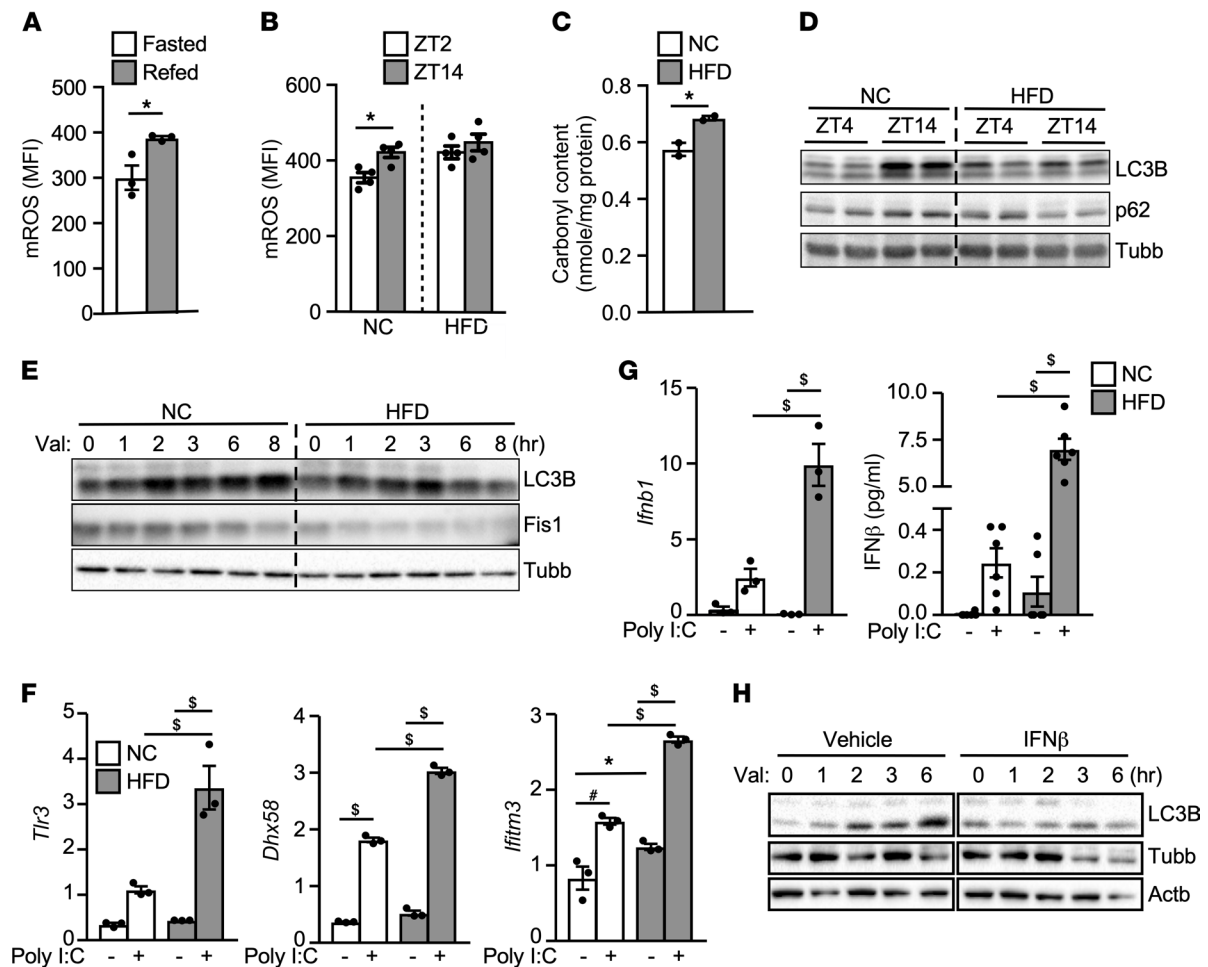 A
Fasted
Refed
*
mROS (MFI)
500
400
300
200
100
0
B
ZT2
ZT14
*
mROS (MFI)
600
400
200
0
NC HFD
C
NC
HFD
*
Carbonyl content
(nmole/mg protein)
0.8
0.6
0.4
0.2
0.0
D
NC HFD
ZT4 ZT14 ZT4 ZT14
LC3B
p62
Tubb
E
NC HFD
Val: 0 1 2 3 6 8 0 1 2 3 6 8 (hr)
LC3B
Fis1
Tubb
F
NC
HFD
Tlr3
5
4
3
2
1
0
$
$
Poly I:C - + - +
Dhx58
4
3
2
1
0
$
$
$
Poly I:C - + - +
Ifitm3
3
2
1
0
$
$
*
#
Poly I:C - + - +
G
NC
HFD
Ifnb1
15
10
5
0
$
$
Poly I:C - + - +
IFNβ (pg/ml)
10.0
7.5
5.0
0.4
0.2
0.0
$
$
Poly I:C - + - +
H
Vehicle IFNβ
Val: 0 1 2 3 6 0 1 2 3 6 (hr)
LC3B
Tubb
Actb